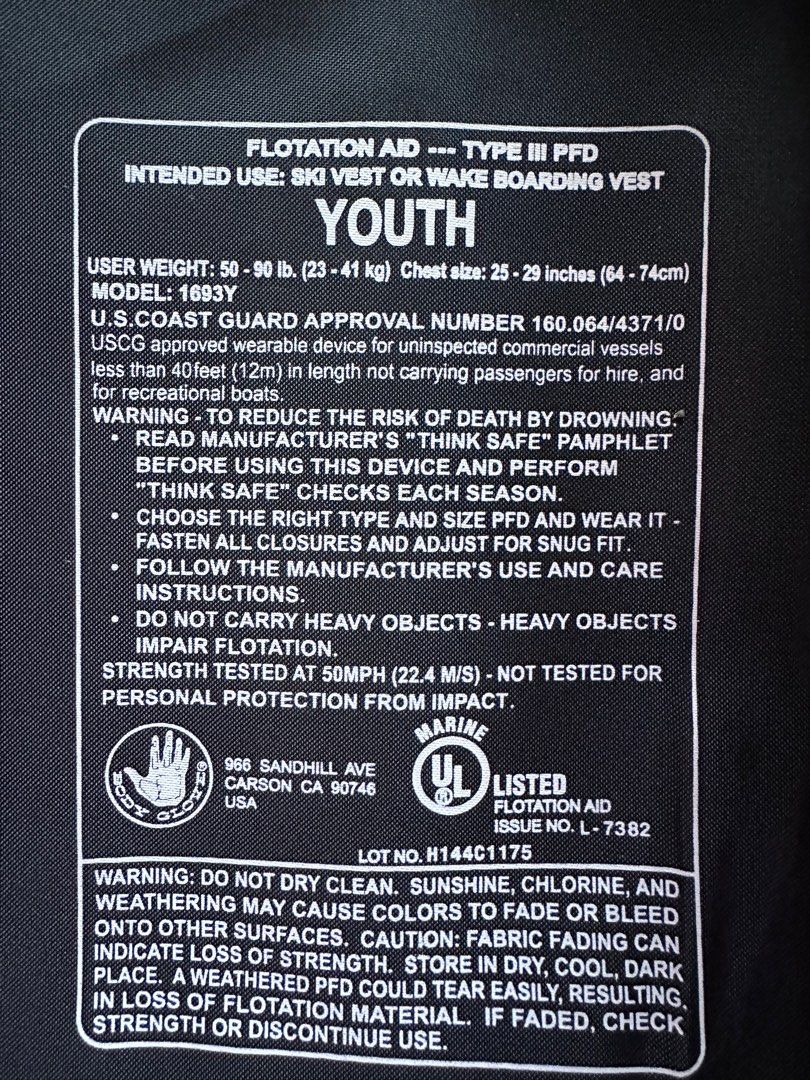 FLOTATION AID --- TYPE III PFD
INTENDED USE: SKI VEST OR WAKE BOARDING VEST
YOUTH
USER WEIGHT: 50 - 90 lb. (23 - 41 kg) Chest size: 25 - 29 inches (64 - 74cm)
MODEL: 1693Y
U.S.COAST GUARD APPROVAL NUMBER 160.064/4371/0
USCG approved wearable device for uninspected commercial vessels
less than 40feet (12m) in length not carrying passengers for hire, and
for recreational boats.
WARNING - TO REDUCE THE RISK OF DEATH BY DROWNING:
• READ MANUFACTURER'S "THINK SAFE" PAMPHLET
BEFORE USING THIS DEVICE AND PERFORM
"THINK SAFE" CHECKS EACH SEASON.
• CHOOSE THE RIGHT TYPE AND SIZE PFD AND WEAR IT -
FASTEN ALL CLOSURES AND ADJUST FOR SNUG FIT.
• FOLLOW THE MANUFACTURER'S USE AND CARE
INSTRUCTIONS.
• DO NOT CARRY HEAVY OBJECTS - HEAVY OBJECTS
IMPAIR FLOTATION.
STRENGTH TESTED AT 50MPH (22.4 M/S) - NOT TESTED FOR
PERSONAL PROTECTION FROM IMPACT.
BODY GLOVE ®
966 SANDHILL AVE
CARSON CA 90746
USA
MARINE
UL ®
LISTED
FLOTATION AID
ISSUE NO. L - 7382
LOT NO. H144C1175
WARNING: DO NOT DRY CLEAN. SUNSHINE, CHLORINE, AND
WEATHERING MAY CAUSE COLORS TO FADE OR BLEED
ONTO OTHER SURFACES. CAUTION: FABRIC FADING CAN
INDICATE LOSS OF STRENGTH. STORE IN DRY, COOL, DARK
PLACE. A WEATHERED PFD COULD TEAR EASILY, RESULTING,
IN LOSS OF FLOTATION MATERIAL. IF FADED, CHECK
STRENGTH OR DISCONTINUE USE.